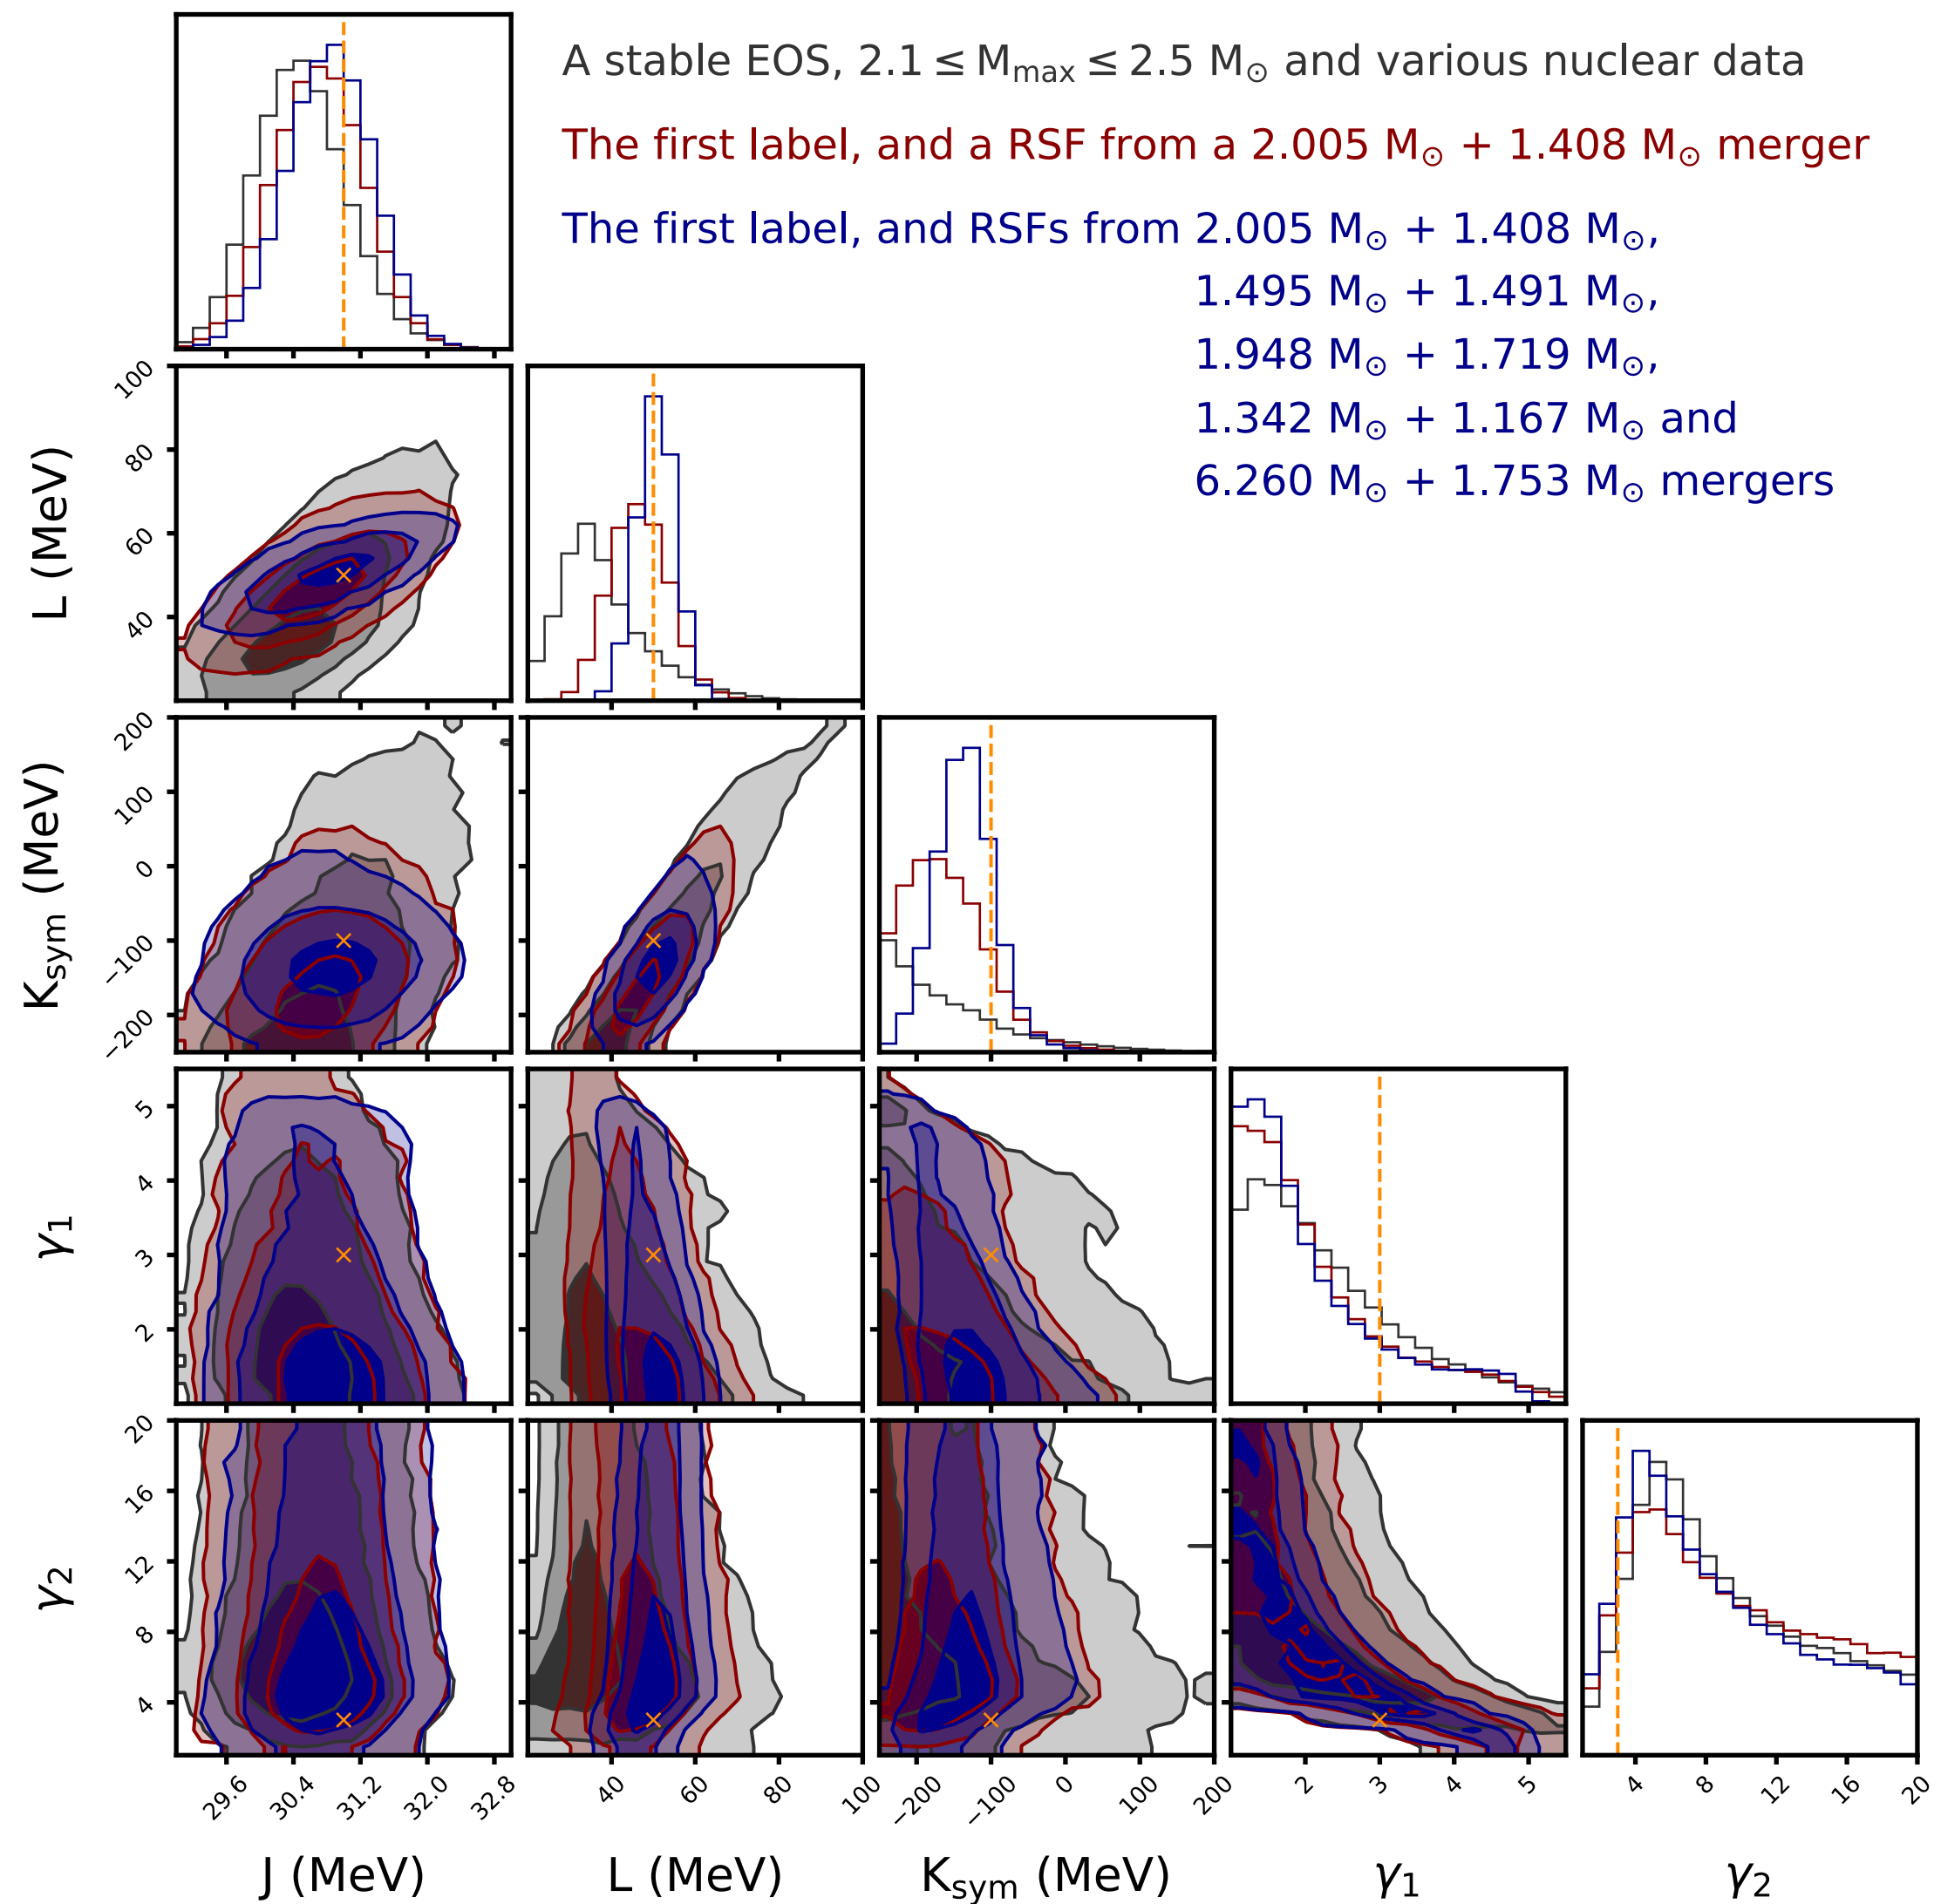 A stable EOS, 2.1 ≤ M_max ≤ 2.5 M_⊙ and various nuclear data
The first label, and a RSF from a 2.005 M_⊙ + 1.408 M_⊙ merger
The first label, and RSFs from 2.005 M_⊙ + 1.408 M_⊙,
1.495 M_⊙ + 1.491 M_⊙,
1.948 M_⊙ + 1.719 M_⊙,
1.342 M_⊙ + 1.167 M_⊙ and
6.260 M_⊙ + 1.753 M_⊙ mergers
100
80
60
40
L (MeV)
200
100
0
−100
−200
K_sym (MeV)
5
4
3
2
γ_1
20
16
12
8
4
γ_2
29.6 30.4 31.2 32.0 32.8
40 60 80 100
−200 −100 0 100 200
2 3 4 5
4 8 12 16 20
J (MeV)
L (MeV)
K_sym (MeV)
γ_1
γ_2